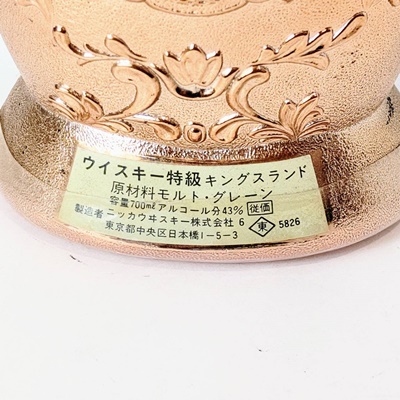 ウイスキー特級 キングスランド
原材料モルト・グレーン
容量700mℓ アルコール分43% 従価
製造者 ニッカウヰスキー株式会社 6 東 5826
東京都中央区日本橋1-5-3